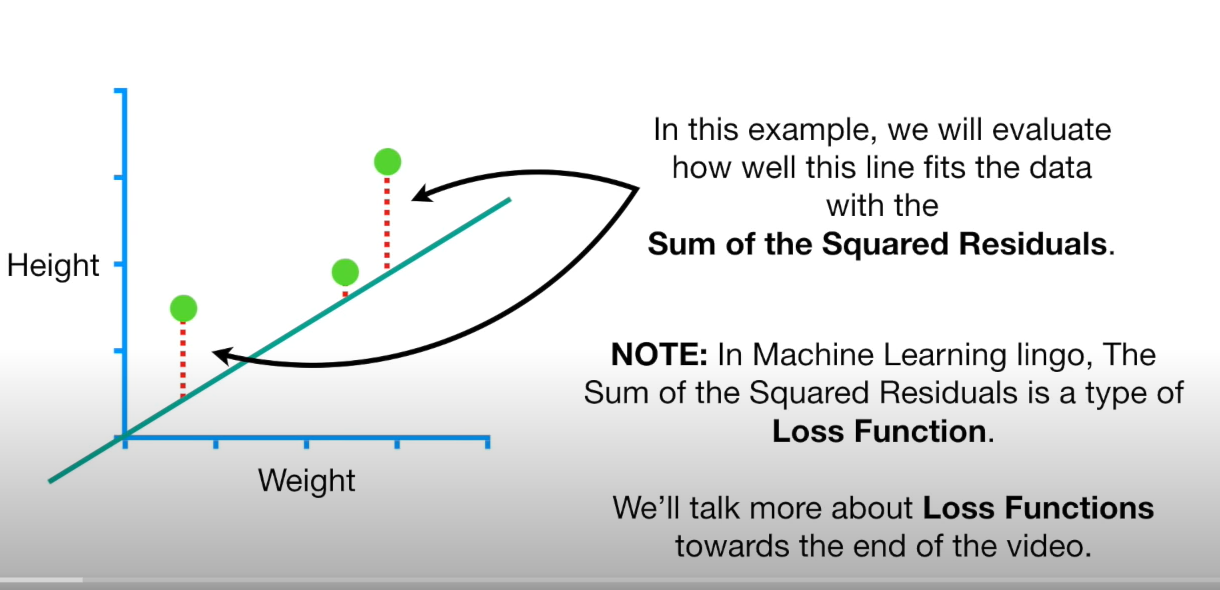 In this example, we will evaluate
how well this line fits the data
with the
Sum of the Squared Residuals.
Height
NOTE: In Machine Learning lingo, The
Sum of the Squared Residuals is a type of
Loss Function.
Weight
We’ll talk more about Loss Functions
towards the end of the video.